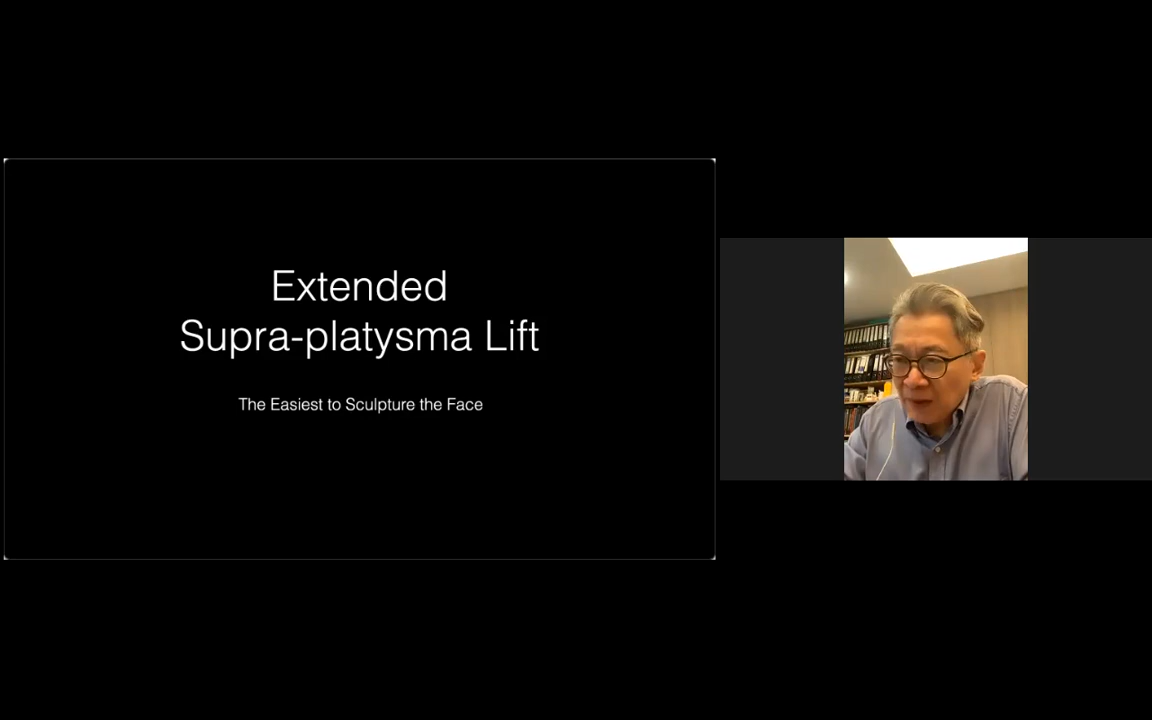 Extended
Supra-platysma Lift
The Easiest to Sculpture the Face